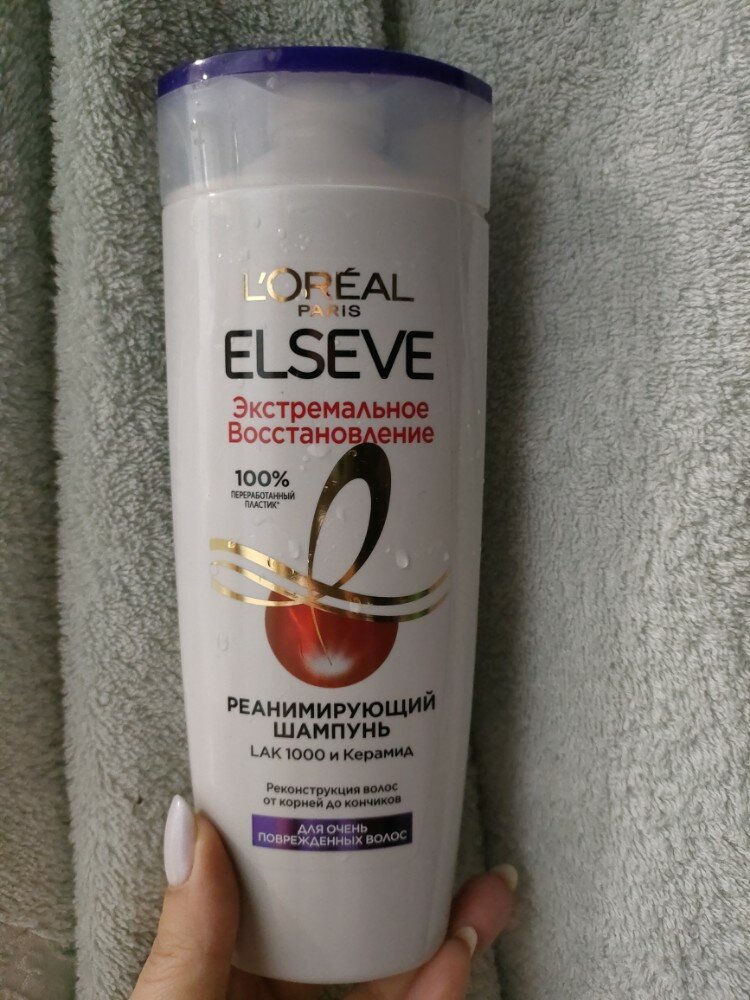 L'ORÉAL
PARIS
ELSEVE
Экстремальное
Восстановление
100%
ПЕРЕРАБОТАННЫЙ
ПЛАСТИК*
РЕАНИМИРУЮЩИЙ
ШАМПУНЬ
LAK 1000 и Керамид
Реконструкция волос
от корней до кончиков
ДЛЯ ОЧЕНЬ
ПОВРЕЖДЕННЫХ ВОЛОС